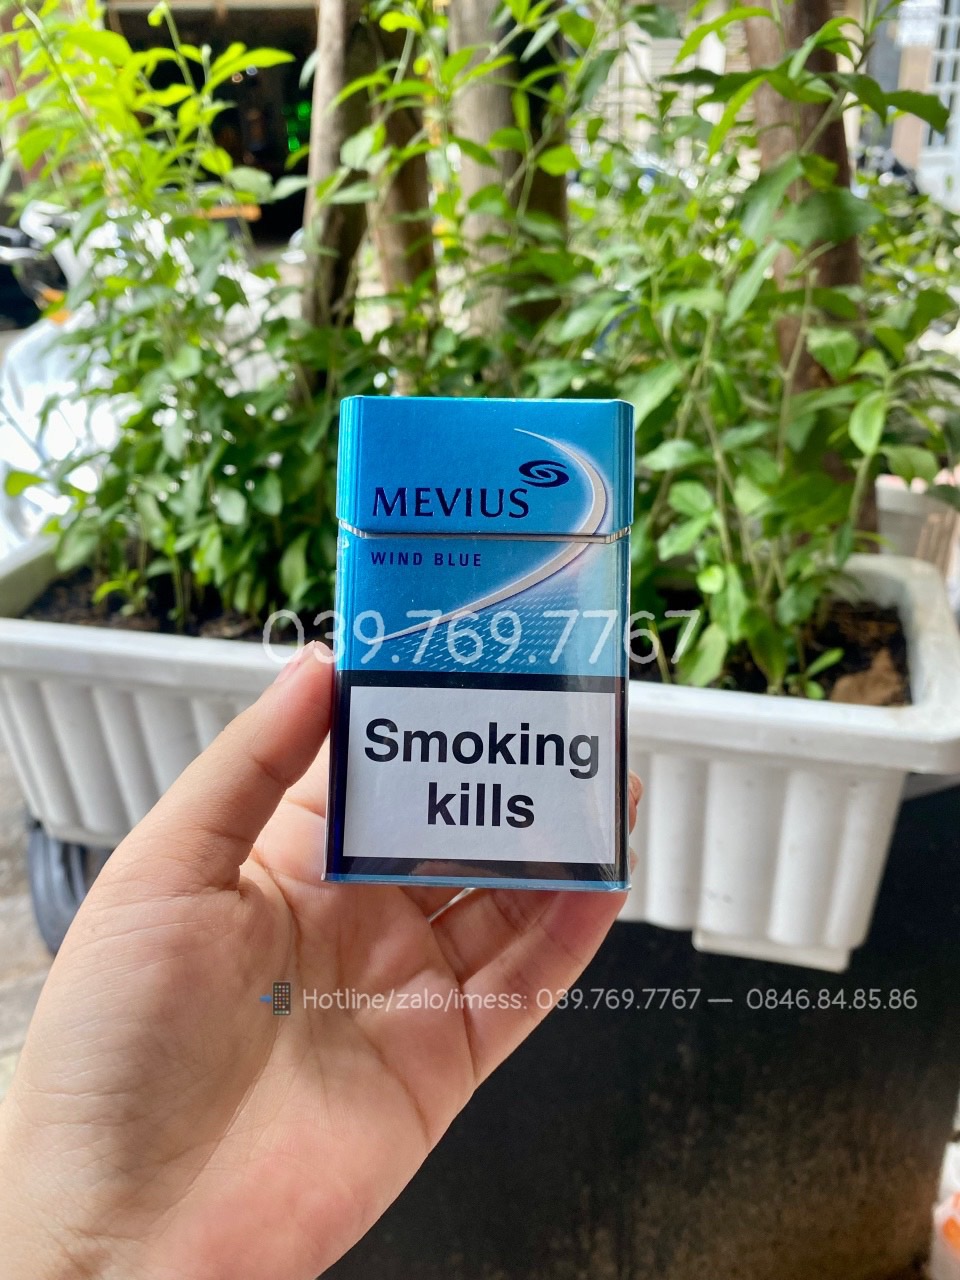 MEVIUS
WIND BLUE
039.769.7767
Smoking
kills
Hotline/zalo/imess: 039.769.7767 — 0846.84.85.86